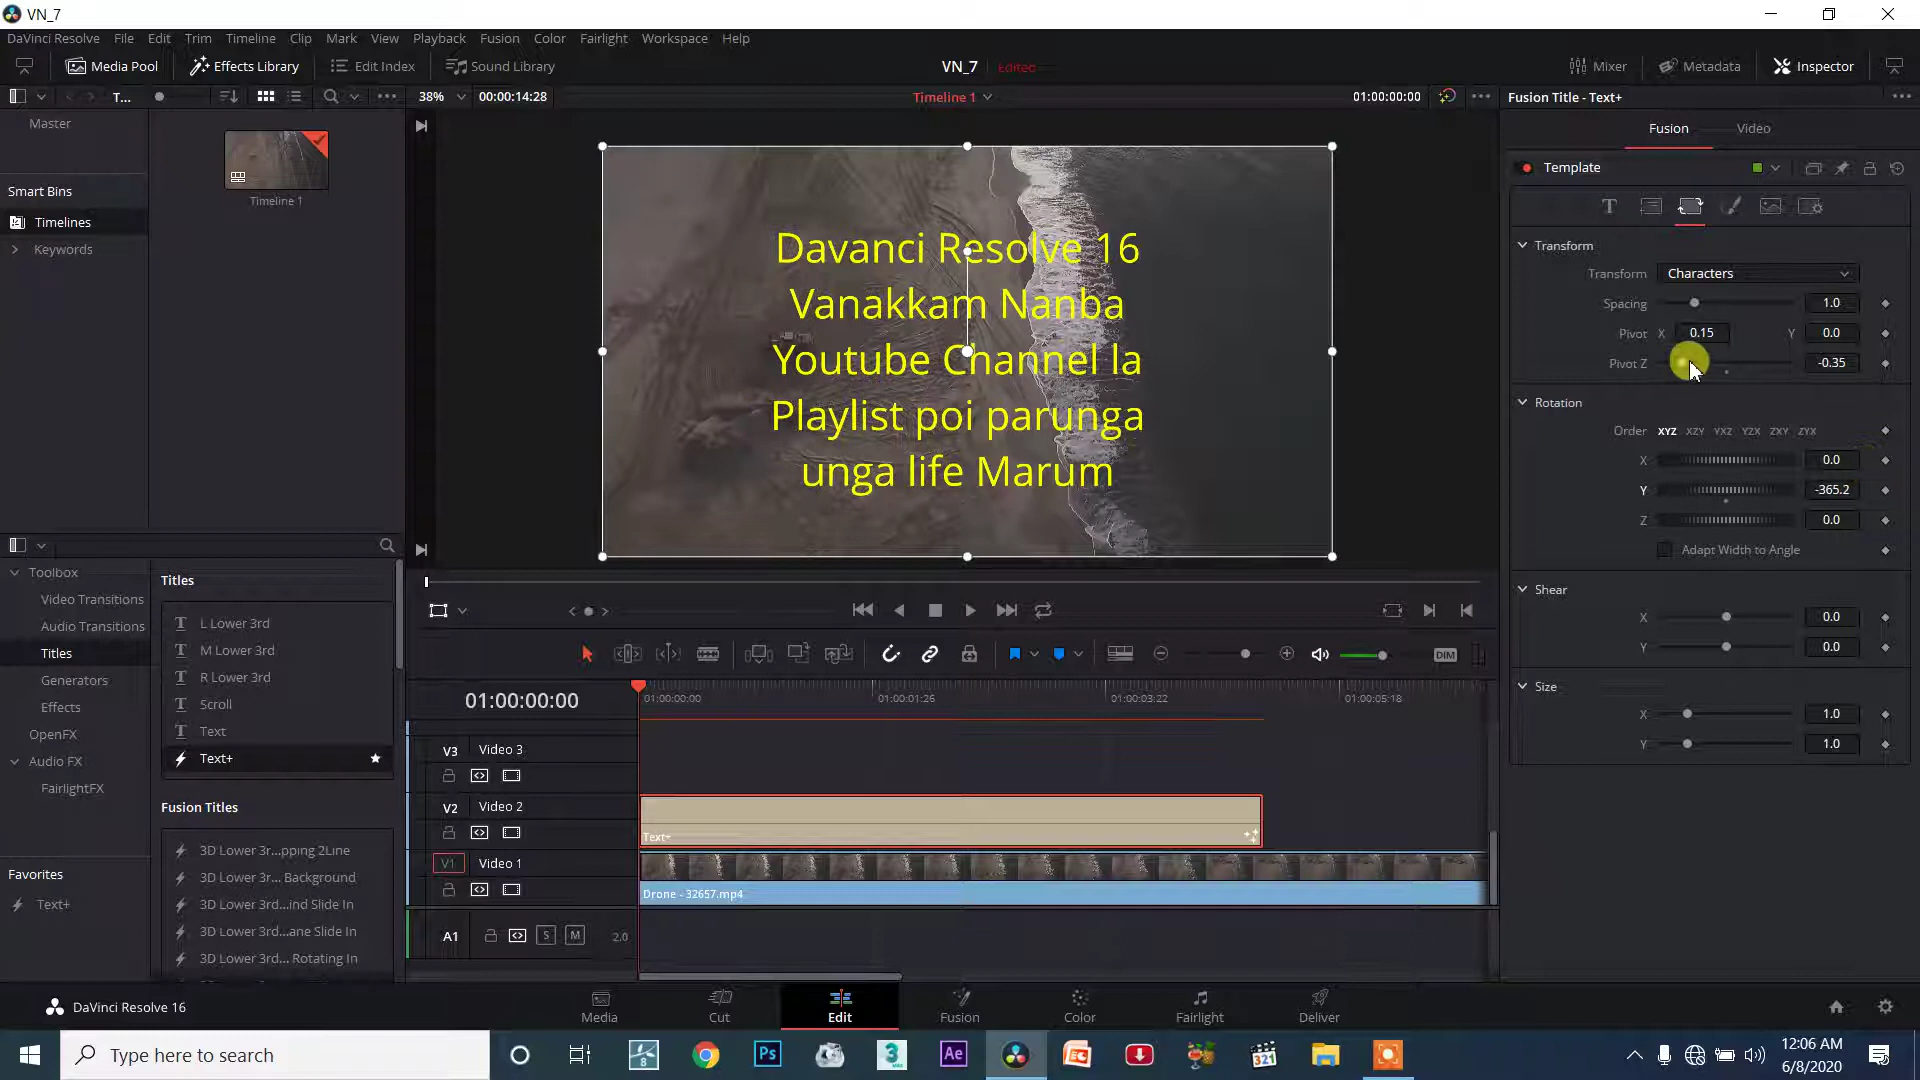 VN_7
DaVinci Resolve File Edit Trim Timeline Clip Mark View Playback Fusion Color Fairlight Workspace Help
Media Pool Effects Library Edit Index Sound Library VN_7 Edited Mixer Metadata Inspector
T... 38% 00:00:14:28 Timeline 1 01:00:00:00 Fusion Title - Text+
Master
Timeline 1
Smart Bins
Timelines
Keywords
Davanci Resolve 16
Vanakkam Nanba
Youtube Channel la
Playlist poi parunga
unga life Marum
Fusion Video
Template
Transform
Transform Characters
Spacing 1.0
Pivot X 0.15 Y 0.0
Pivot Z -0.35
Rotation
Order XYZ XZY YXZ YZX ZXY ZYX
X 0.0
Y -365.2
Z 0.0
Adapt Width to Angle
Shear
X 0.0
Y 0.0
Size
X 1.0
Y 1.0
Toolbox
Video Transitions
Audio Transitions
Titles
Generators
Effects
OpenFX
Audio FX
FairlightFX
Favorites
Text+
Titles
L Lower 3rd
M Lower 3rd
R Lower 3rd
Scroll
Text
Text+
Fusion Titles
3D Lower 3r...pping 2Line
3D Lower 3r... Background
3D Lower 3rd...ind Slide In
3D Lower 3rd...ane Slide In
3D Lower 3rd... Rotating In
DIM
01:00:00:00 01:00:00:00 01:00:01:26 01:00:03:22 01:00:05:18
V3 Video 3
V2 Video 2
Text+
V1 Video 1
Drone - 32657.mp4
A1 S M 2.0
DaVinci Resolve 16
Media Cut Edit Fusion Color Fairlight Deliver
Type here to search
8 Ps 3 Ae 321
12:06 AM
6/8/2020